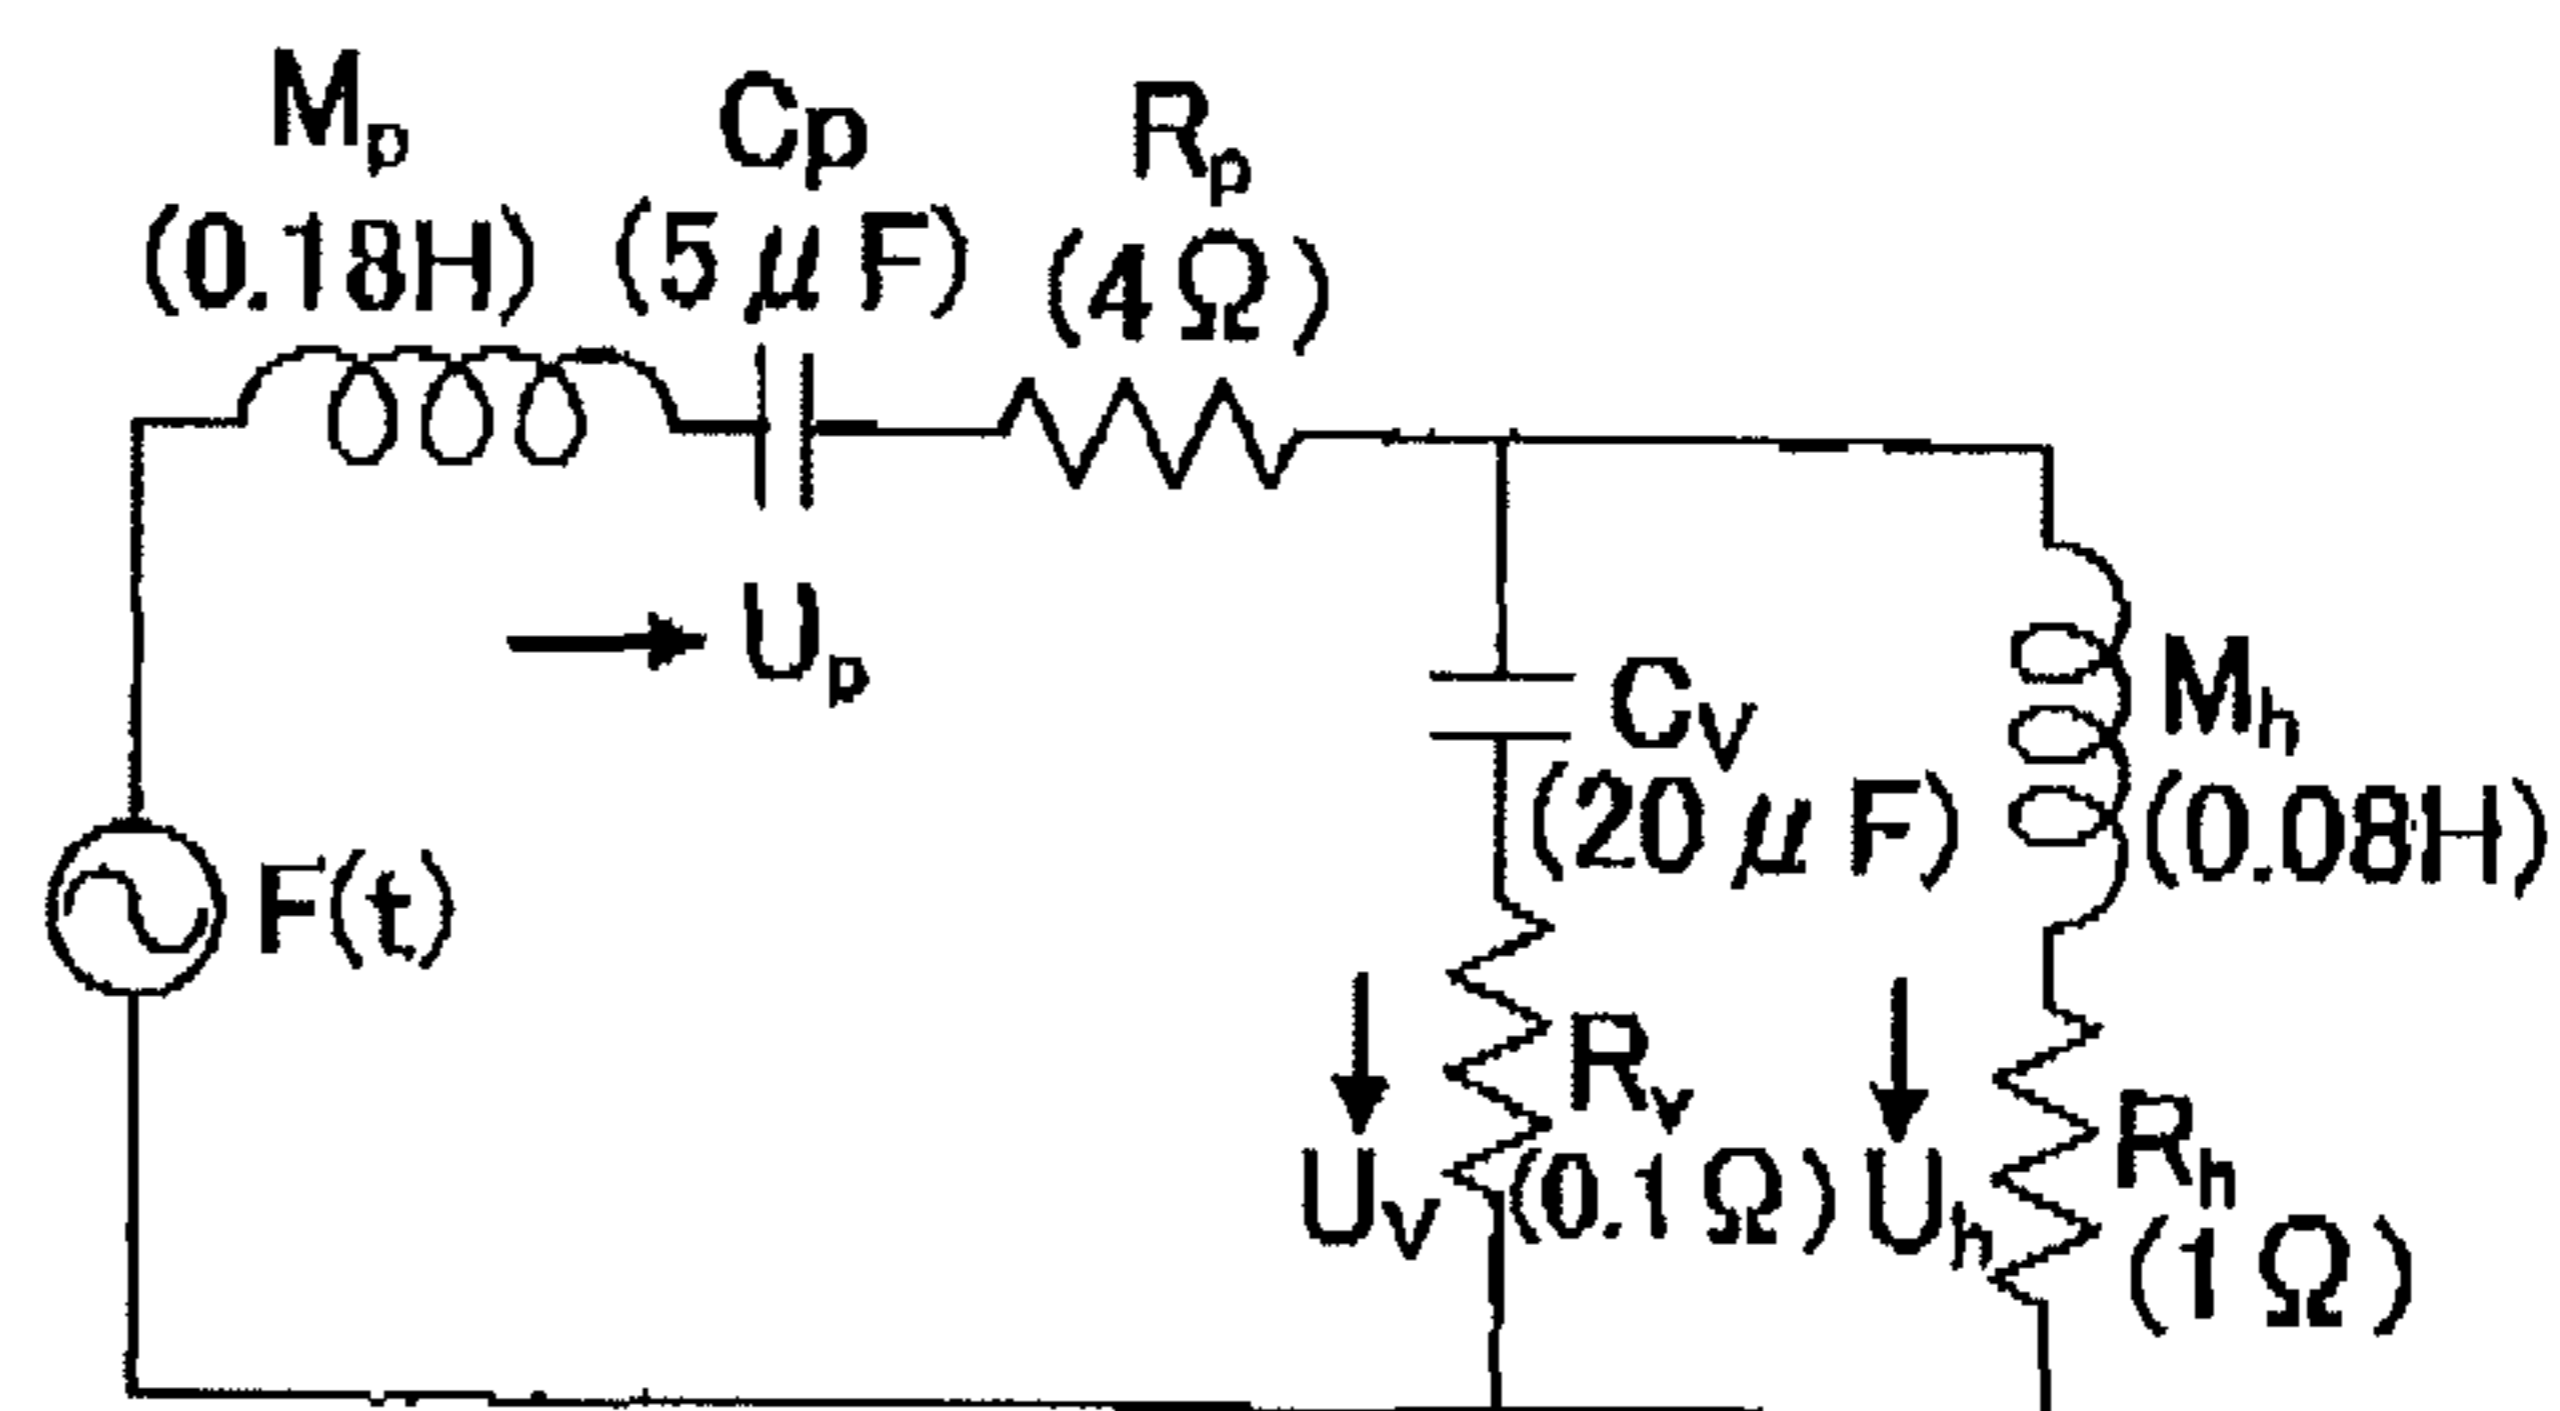 Mp Cp Rp
(0.18H) (5μF) (4Ω)
Up
CV
(20μF)
Mh
(0.08H)
F(t)
Rv
(0.1Ω)
UV
Uh
Rh
(1Ω)